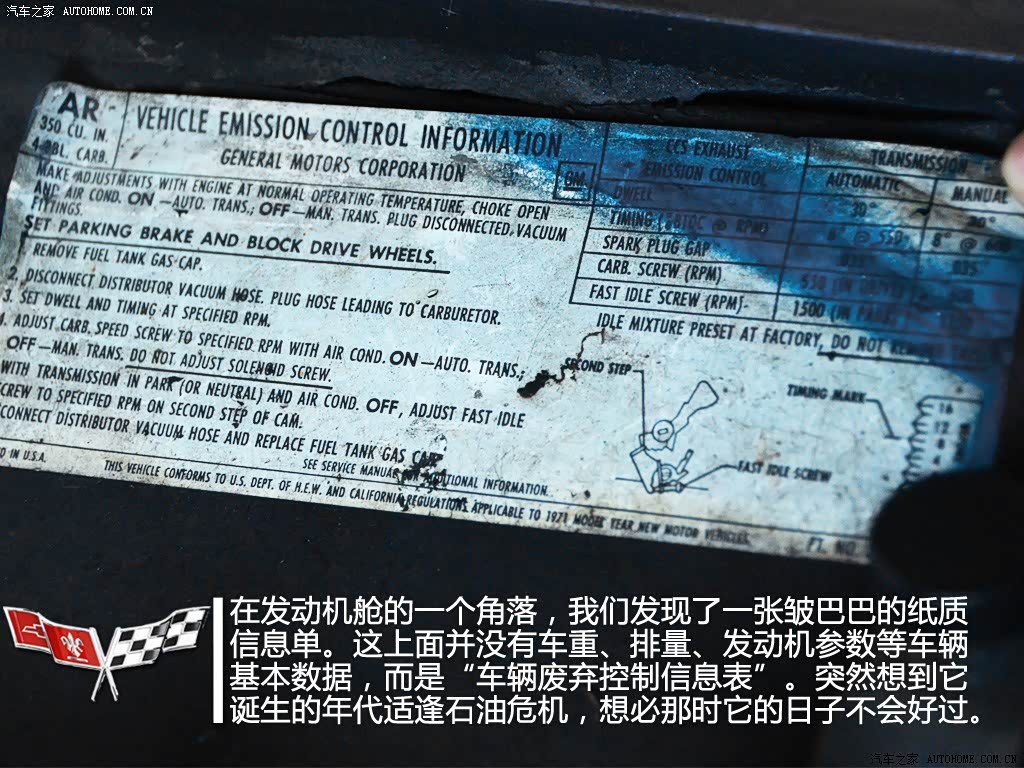 汽车之家 AUTOHOME.COM.CN
AR
350 CU. IN.
4-BBL. CARB.
VEHICLE EMISSION CONTROL INFORMATION
GENERAL MOTORS CORPORATION
GM
MAKE ADJUSTMENTS WITH ENGINE AT NORMAL OPERATING TEMPERATURE, CHOKE OPEN
AND AIR COND. ON —AUTO. TRANS.; OFF —MAN. TRANS. PLUG DISCONNECTED VACUUM
FITTINGS.
SET PARKING BRAKE AND BLOCK DRIVE WHEELS.
REMOVE FUEL TANK GAS CAP.
2. DISCONNECT DISTRIBUTOR VACUUM HOSE. PLUG HOSE LEADING TO CARBURETOR.
3. SET DWELL AND TIMING AT SPECIFIED RPM.
ADJUST CARB. SPEED SCREW TO SPECIFIED RPM WITH AIR COND. ON —AUTO. TRANS.;
OFF —MAN. TRANS. DO NOT ADJUST SOLENOID SCREW.
WITH TRANSMISSION IN PARK (OR NEUTRAL) AND AIR COND. OFF, ADJUST FAST IDLE
CREW TO SPECIFIED RPM ON SECOND STEP OF CAM.
CONNECT DISTRIBUTOR VACUUM HOSE AND REPLACE FUEL TANK GAS CAP.
D IN U.S.A.
SEE SERVICE MANUAL FOR ADDITIONAL INFORMATION.
THIS VEHICLE CONFORMS TO U.S. DEPT. OF H.E.W. AND CALIFORNIA REGULATIONS APPLICABLE TO 1971 MODEL YEAR NEW MOTOR VEHICLES.
PT. NO.
CCS EXHAUST
EMISSION CONTROL
TRANSMISSION
AUTOMATIC MANUAL
DWELL 30°
TIMING (°BTDC @ RPM) 6° @ 550 8° @
SPARK PLUG GAP .035"
CARB. SCREW (RPM) 550
FAST IDLE SCREW (RPM)- 1500 (IN
IDLE MIXTURE PRESET AT FACTORY, DO NOT
SECOND STEP
TIMING MARK
16
12
8
FAST IDLE SCREW
在发动机舱的一个角落，我们发现了一张皱巴巴的纸质
信息单。这上面并没有车重、排量、发动机参数等车辆
基本数据，而是“车辆废弃控制信息表”。突然想到它
诞生的年代适逢石油危机，想必那时它的日子不会好过。
汽车之家 AUTOHOME.COM.CN